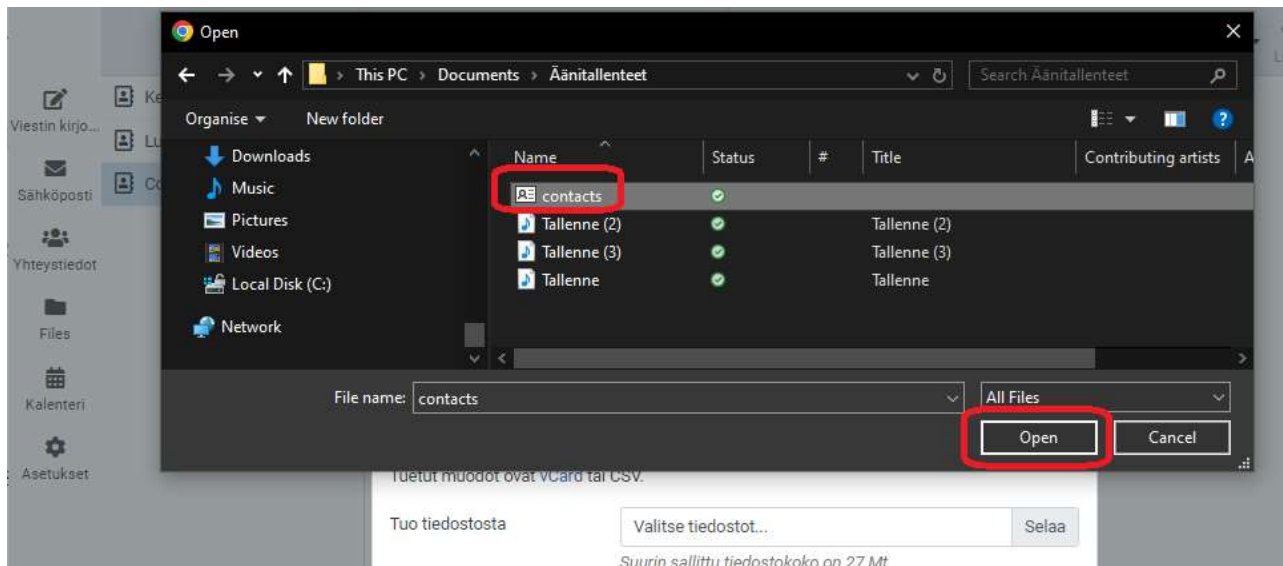 Open
This PC > Documents > Äänitallenteet
Search Äänitallenteet
Organise
New folder
Viestin kirjo...
Sähköposti
Yhteystiedot
Files
Kalenteri
Asetukset
Ke
Lu
Co
Downloads
Music
Pictures
Videos
Local Disk (C:)
Network
Name Status # Title Contributing artists A
contacts
Tallenne (2) Tallenne (2)
Tallenne (3) Tallenne (3)
Tallenne Tallenne
File name: contacts All Files
Open Cancel
Tuetut muodot ovat vCard tai CSV.
Tuo tiedostosta Valitse tiedostot... Selaa
Suurin sallittu tiedostokoko on 27 Mt